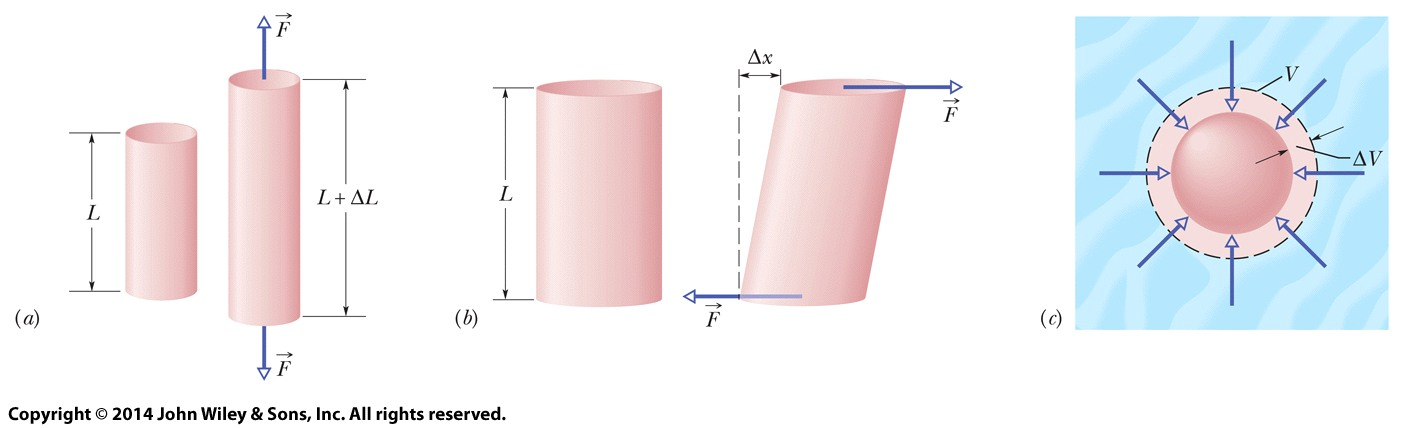 F
L
L + ΔL
F
(a)
L
Δx
F
F
(b)
V
ΔV
(c)
Copyright © 2014 John Wiley & Sons, Inc. All rights reserved.